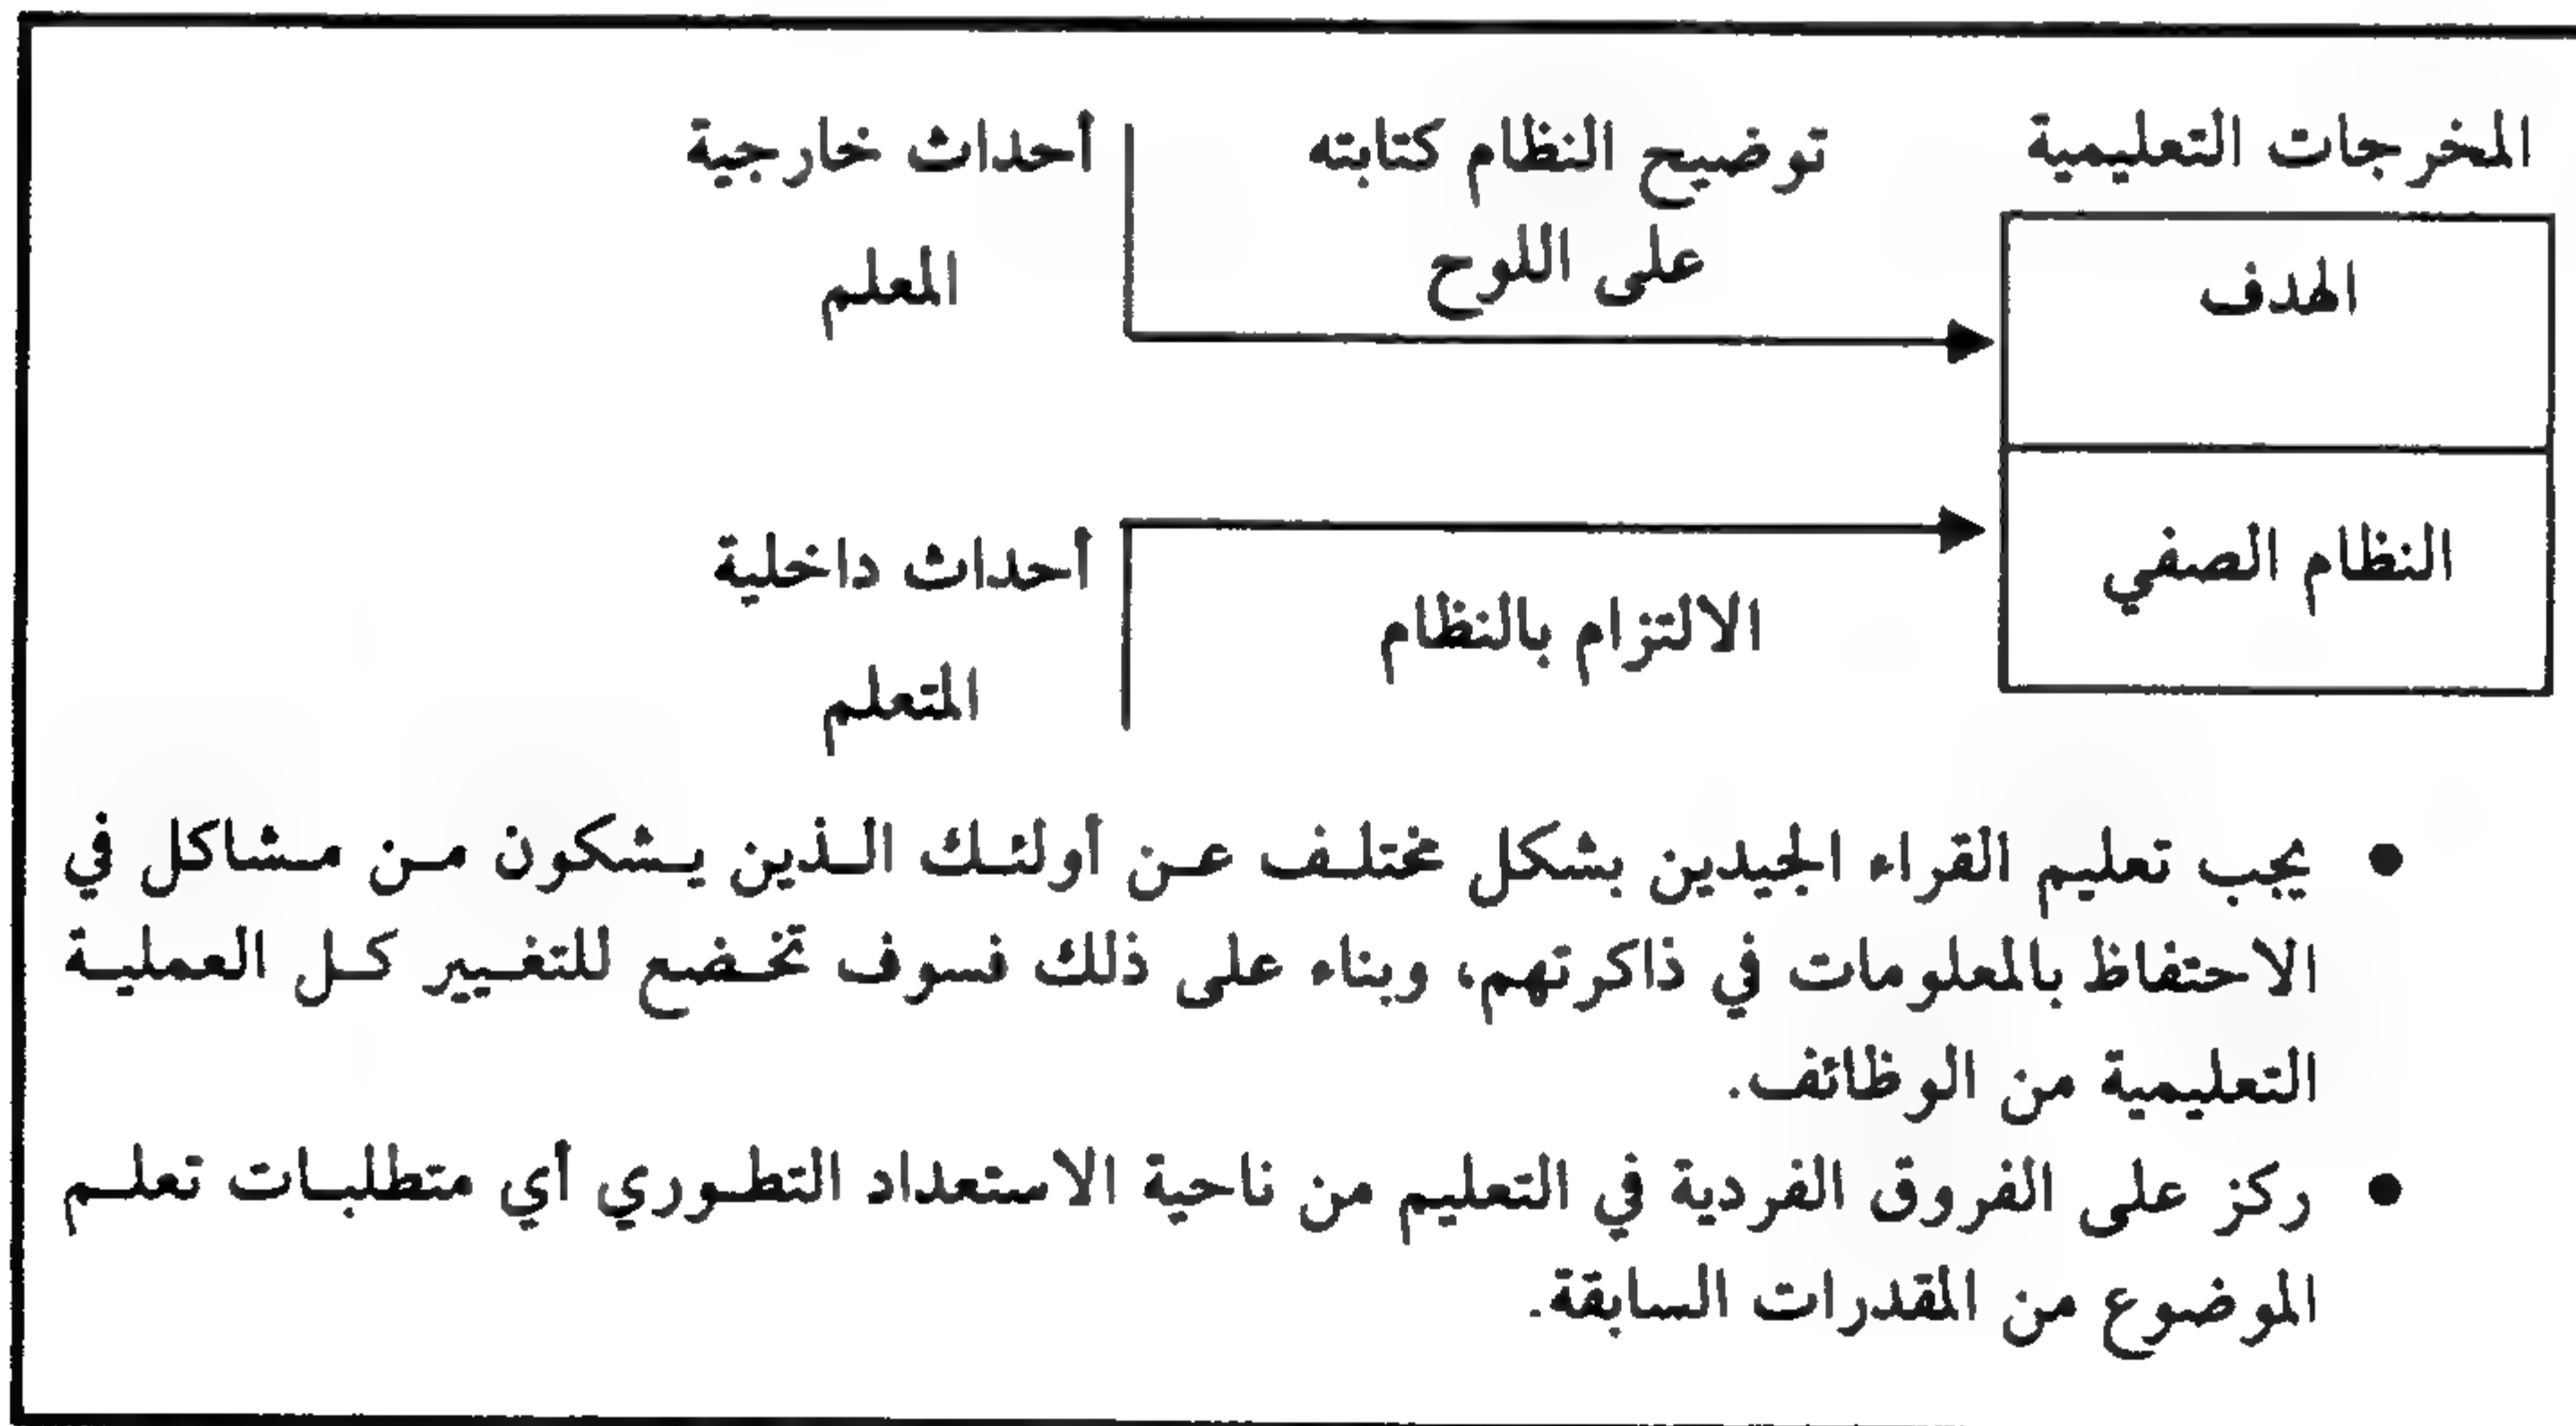 المخرجات التعليمية
الهدف
النظام الصفي
توضيح النظام كتابته
على اللوح
الالتزام بالنظام
أحداث خارجية
المعلم
أحداث داخلية
المتعلم
● يجب تعليم القراء الجيدين بشكل مختلف عن أولئك الذين يشكون من مشاكل في
الاحتفاظ بالمعلومات في ذاكرتهم، وبناء على ذلك فسوف تخضع للتغيير كل العملية
التعليمية من الوظائف.
● ركز على الفروق الفردية في التعليم من ناحية الاستعداد التطوري أي متطلبات تعلم
الموضوع من المقدرات السابقة.